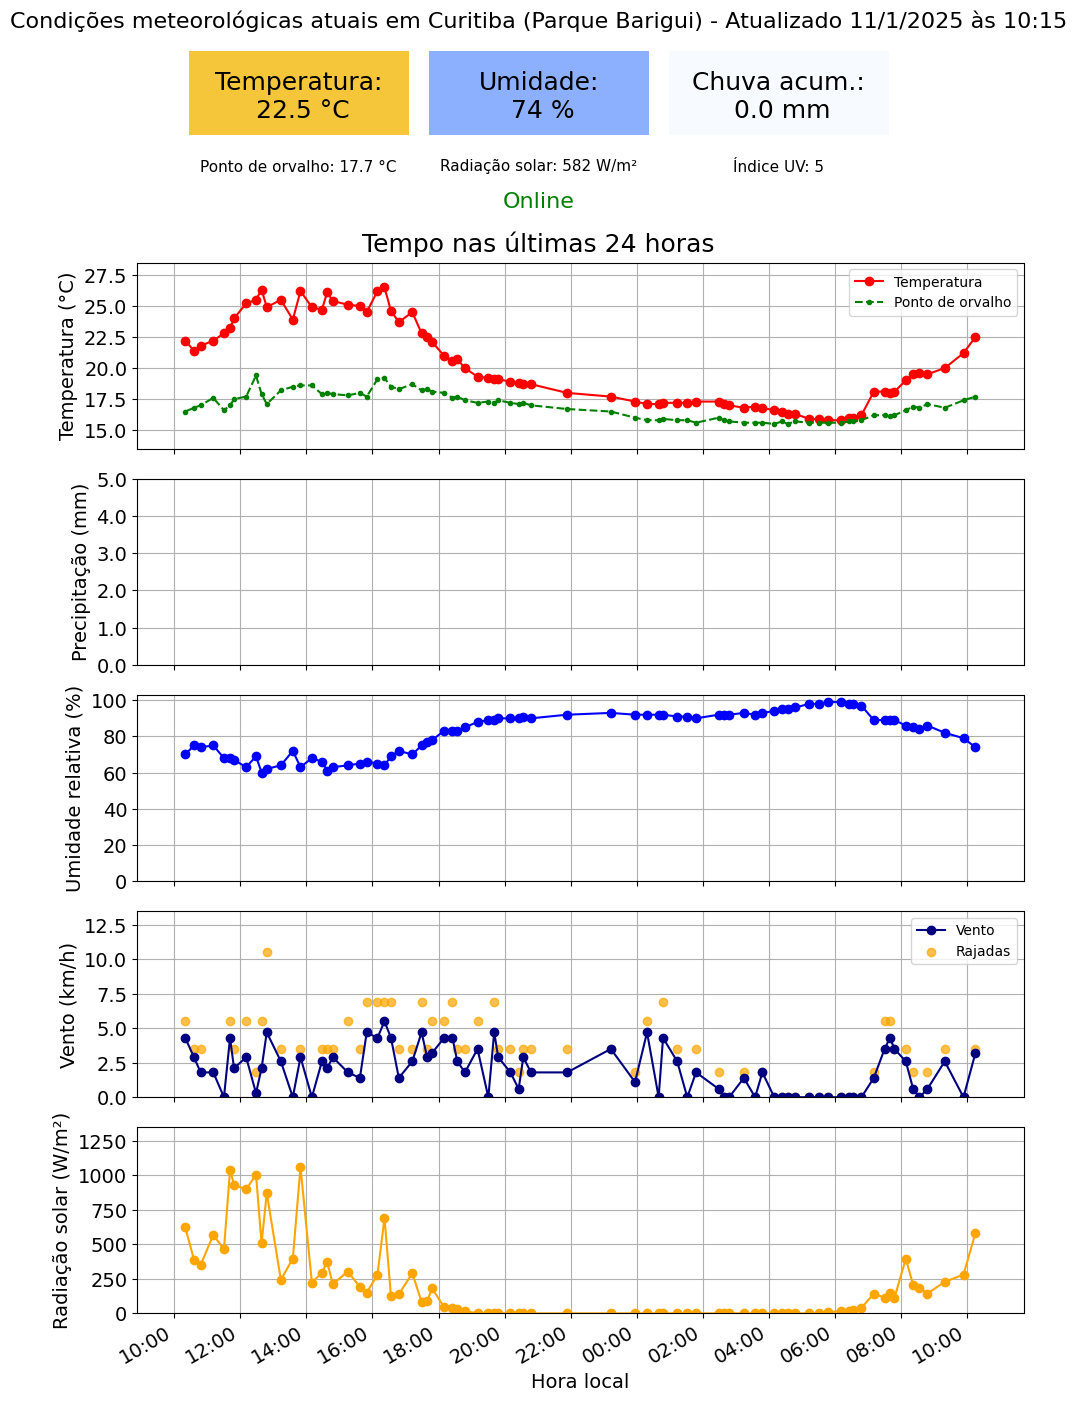 Condições meteorológicas atuais em Curitiba (Parque Barigui) - Atualizado 11/1/2025 às 10:15
Temperatura:
22.5 °C
Umidade:
74 %
Chuva acum.:
0.0 mm
Ponto de orvalho: 17.7 °C
Radiação solar: 582 W/m²
Índice UV: 5
Online
Tempo nas últimas 24 horas
Temperatura (°C)
27.5
25.0
22.5
20.0
17.5
15.0
Temperatura
Ponto de orvalho
Precipitação (mm)
5.0
4.0
3.0
2.0
1.0
0.0
Umidade relativa (%)
100
80
60
40
20
0
Vento (km/h)
12.5
10.0
7.5
5.0
2.5
0.0
Vento
Rajadas
Radiação solar (W/m²)
1250
1000
750
500
250
0
10:00 12:00 14:00 16:00 18:00 20:00 22:00 00:00 02:00 04:00 06:00 08:00 10:00
Hora local